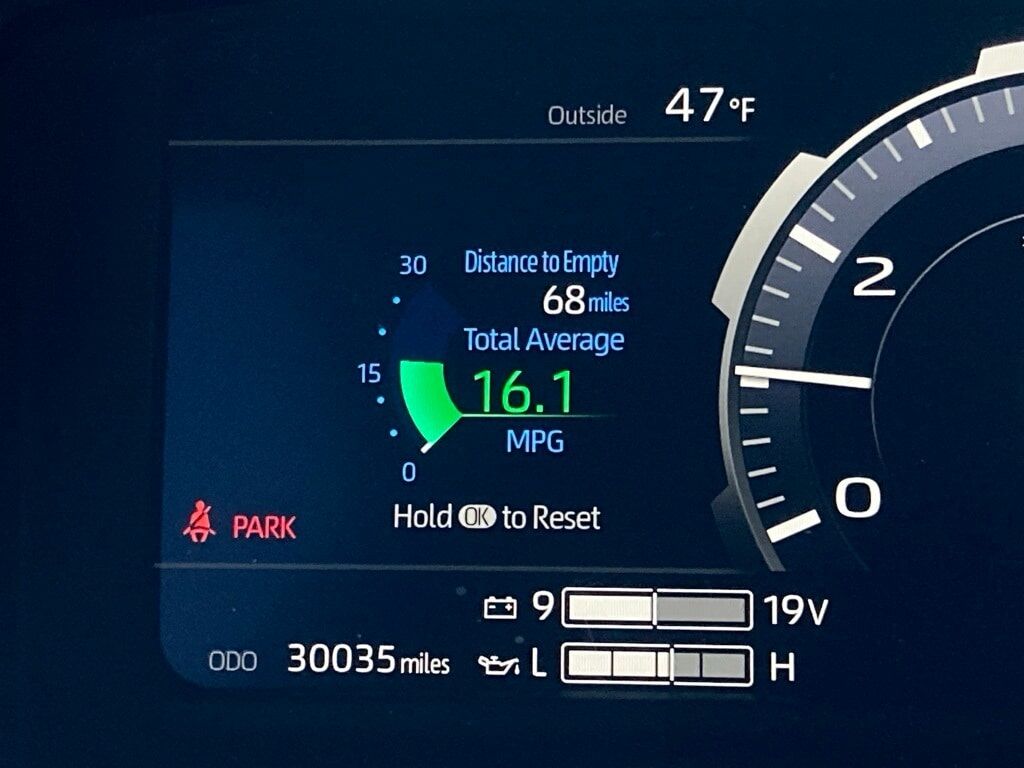 Outside 47°F
30 Distance to Empty
68 miles
Total Average
15 16.1
MPG
0
2
0
Hold OK to Reset
PARK
9 19V
ODO 30035 miles L H